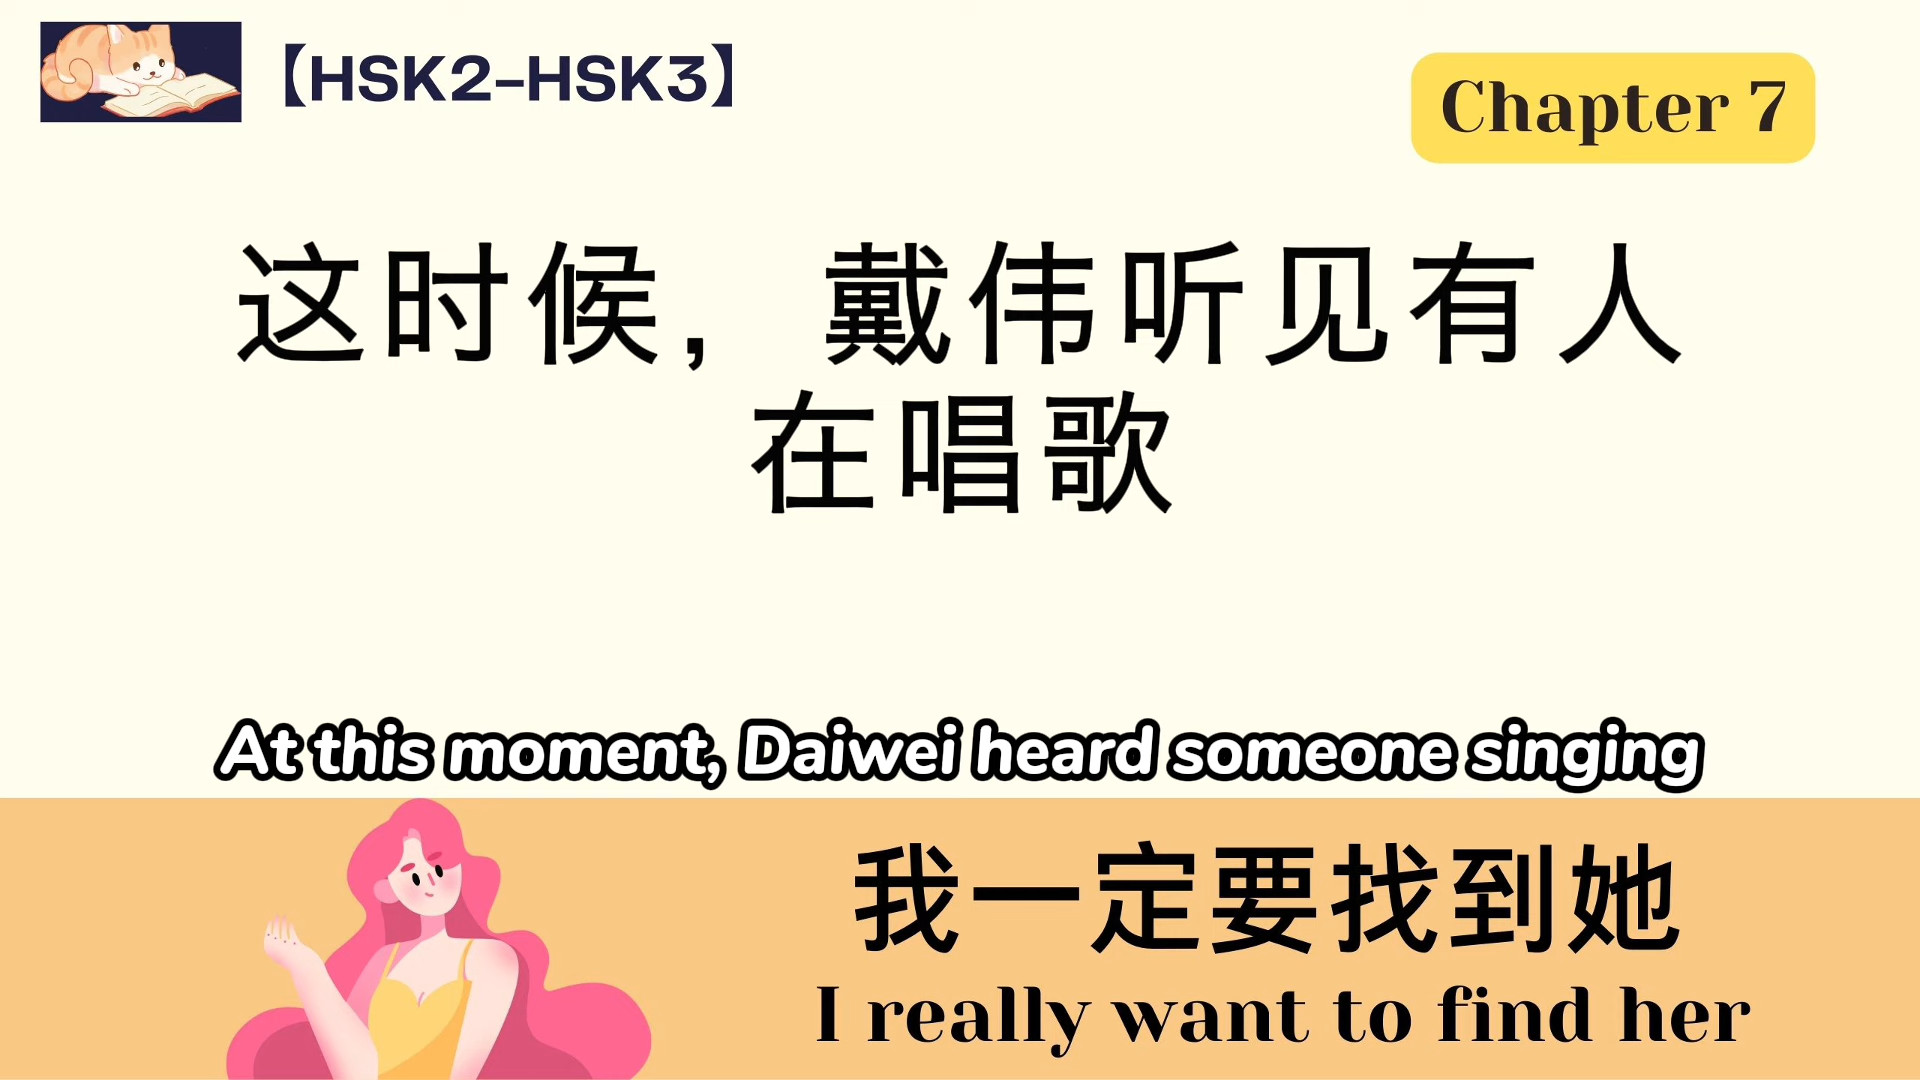 【HSK2-HSK3】
Chapter 7
这时候，戴伟听见有人
在唱歌
At this moment, Daiwei heard someone singing
我一定要找到她
I really want to find her